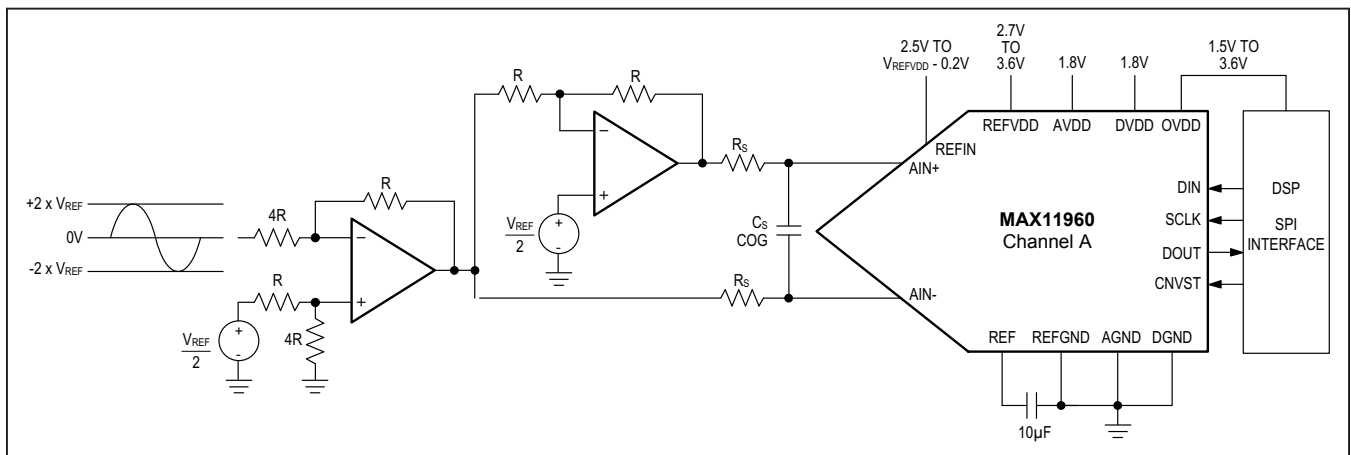 2.5V TO
VREFVDD - 0.2V
2.7V
TO
3.6V
1.8V
1.8V
1.5V TO
3.6V
R
R
REFVDD
AVDD
DVDD
OVDD
REFIN
−
+
RS
AIN+
+2 x VREF
0V
-2 x VREF
4R
R
−
+
R
4R
VREF
2
+
-
VREF
2
+
-
CS
COG
RS
AIN-
MAX11960
Channel A
DIN
SCLK
DOUT
CNVST
DSP
SPI
INTERFACE
REF
REFGND
AGND
DGND
10µF